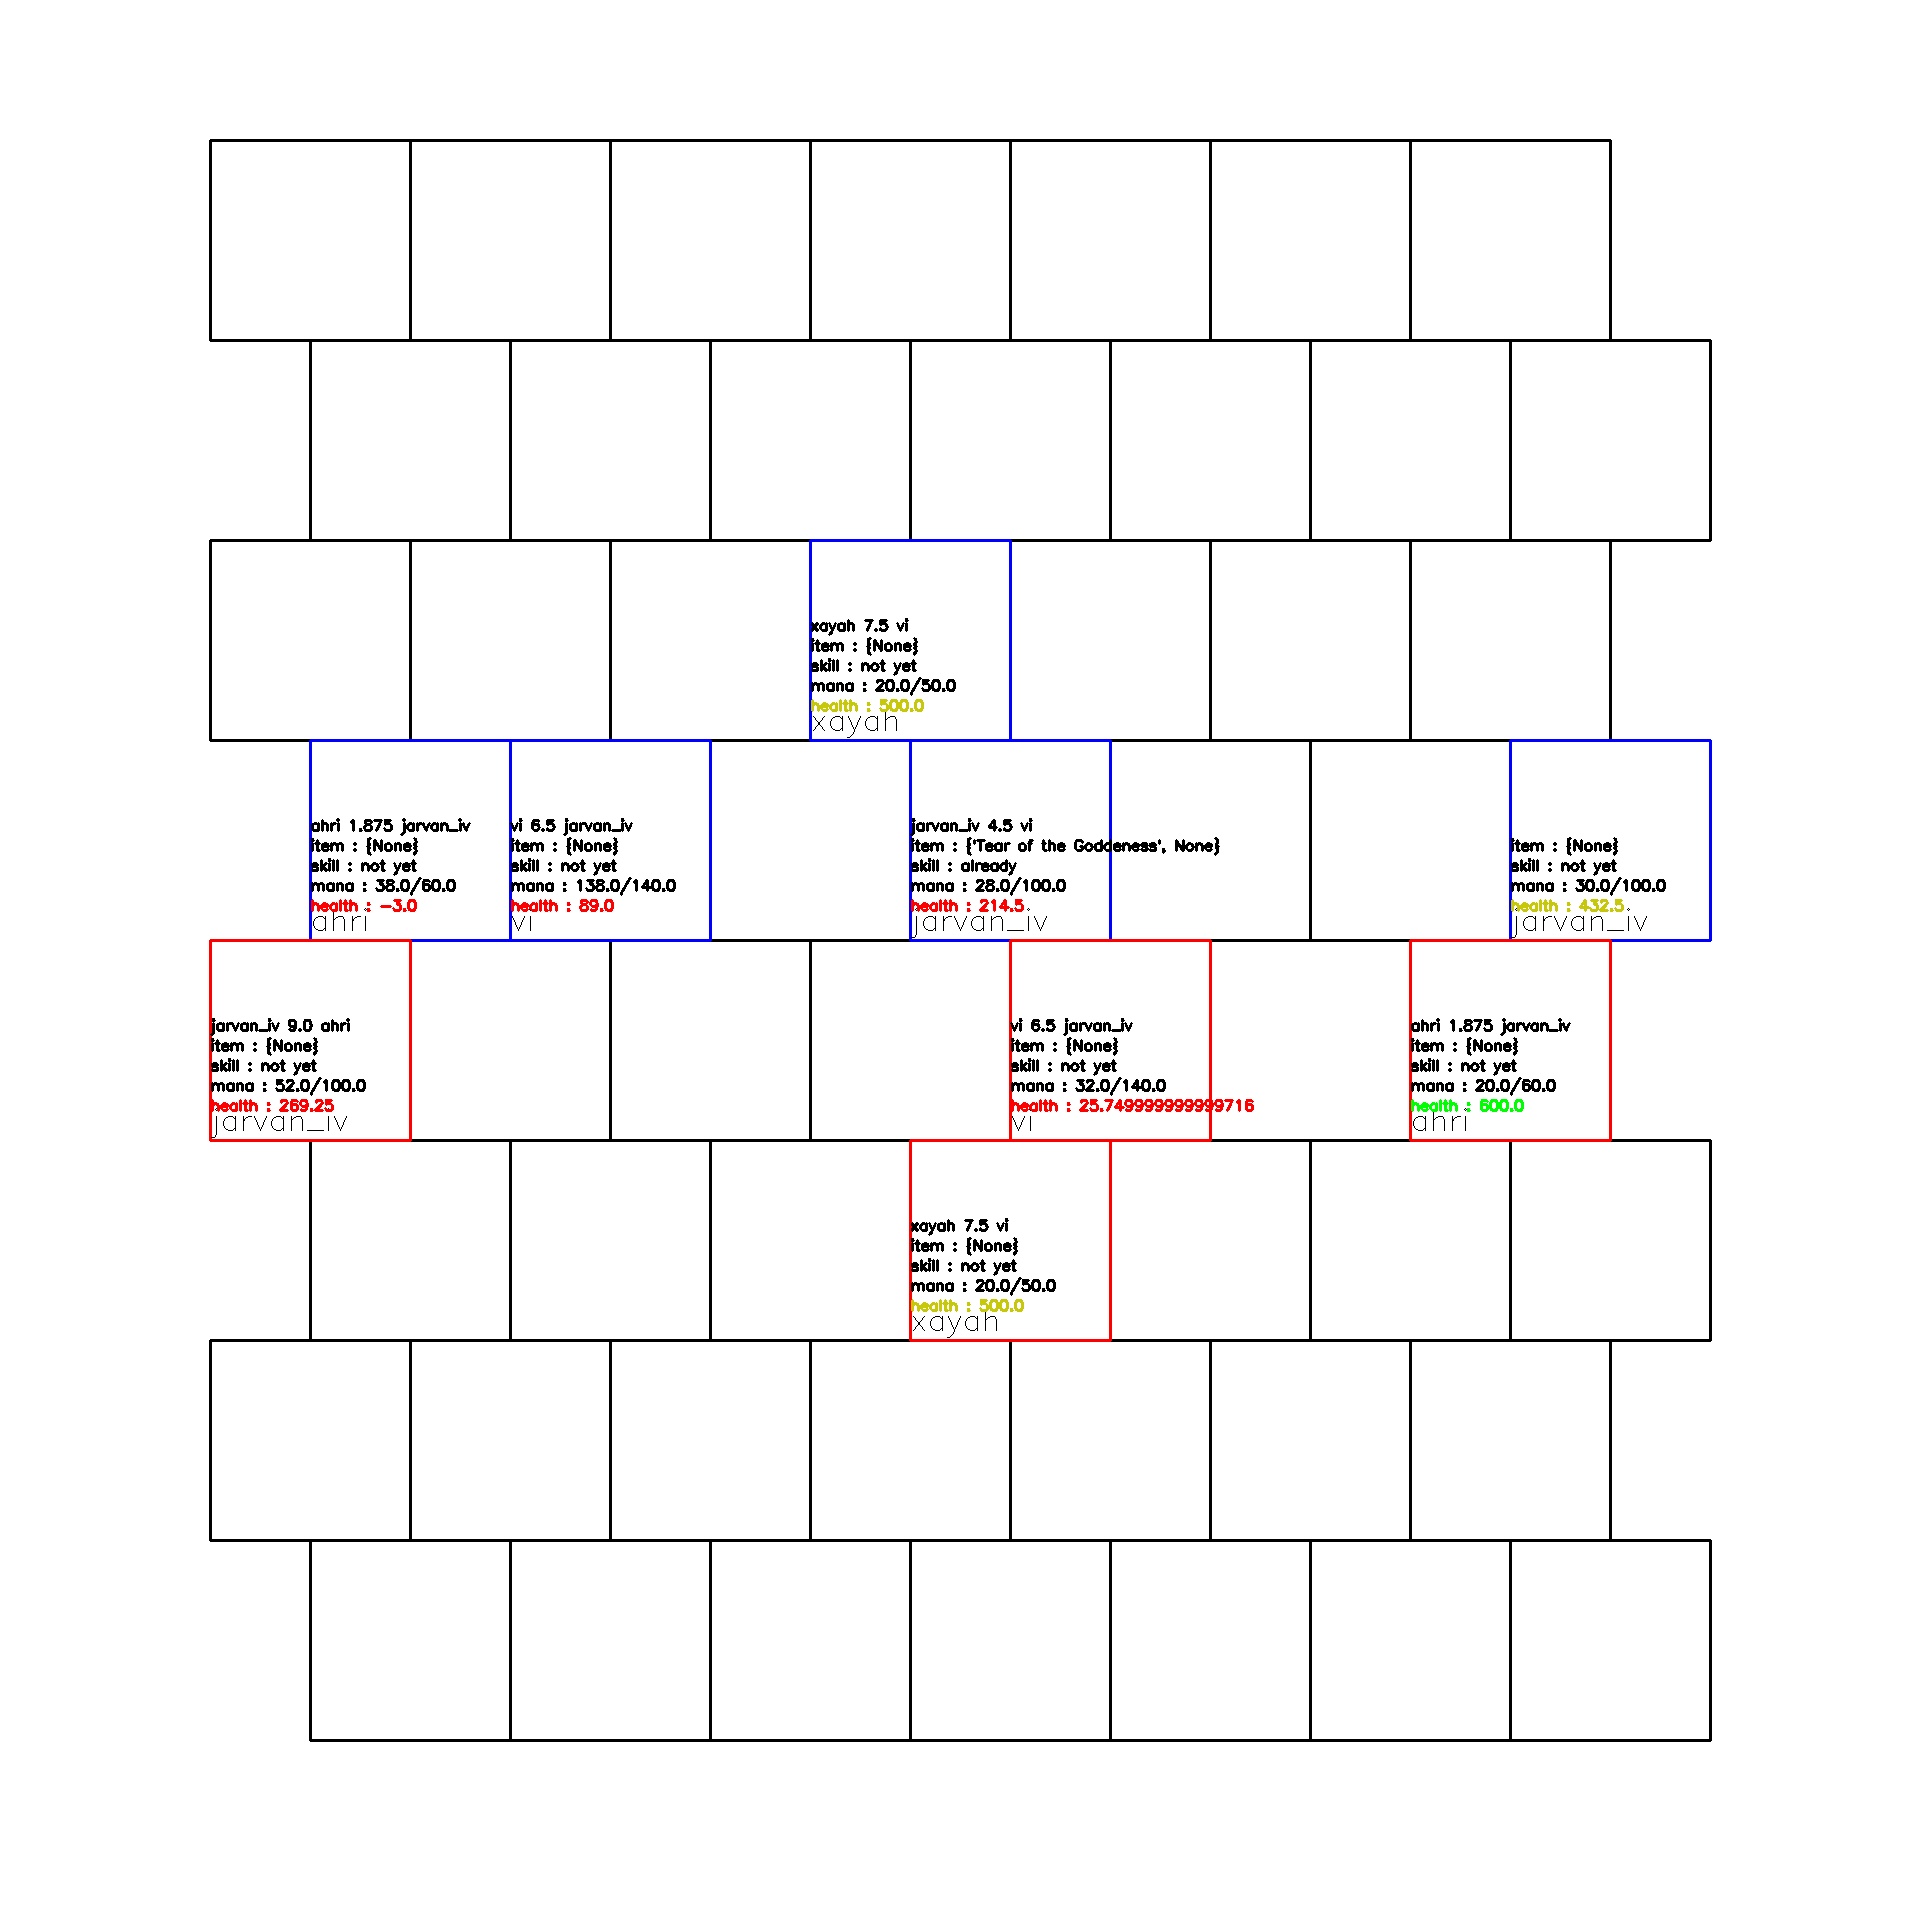 xayah 7.5 vi
item : {None}
skill : not yet
mana : 20.0/50.0
health : 500.0
xayah
ahri 1.875 jarvan_iv
item : {None}
skill : not yet
mana : 38.0/60.0
health : -3.0
ahri
vi 6.5 jarvan_iv
item : {None}
skill : not yet
mana : 138.0/140.0
health : 89.0
vi
jarvan_iv 4.5 vi
item : {'Tear of the Goddeness', None}
skill : already
mana : 28.0/100.0
health : 214.5
jarvan_iv
item : {None}
skill : not yet
mana : 30.0/100.0
health : 432.5
jarvan_iv
jarvan_iv 9.0 ahri
item : {None}
skill : not yet
mana : 52.0/100.0
health : 269.25
jarvan_iv
vi 6.5 jarvan_iv
item : {None}
skill : not yet
mana : 32.0/140.0
health : 25.749999999999716
vi
ahri 1.875 jarvan_iv
item : {None}
skill : not yet
mana : 20.0/60.0
health : 600.0
ahri
xayah 7.5 vi
item : {None}
skill : not yet
mana : 20.0/50.0
health : 500.0
xayah